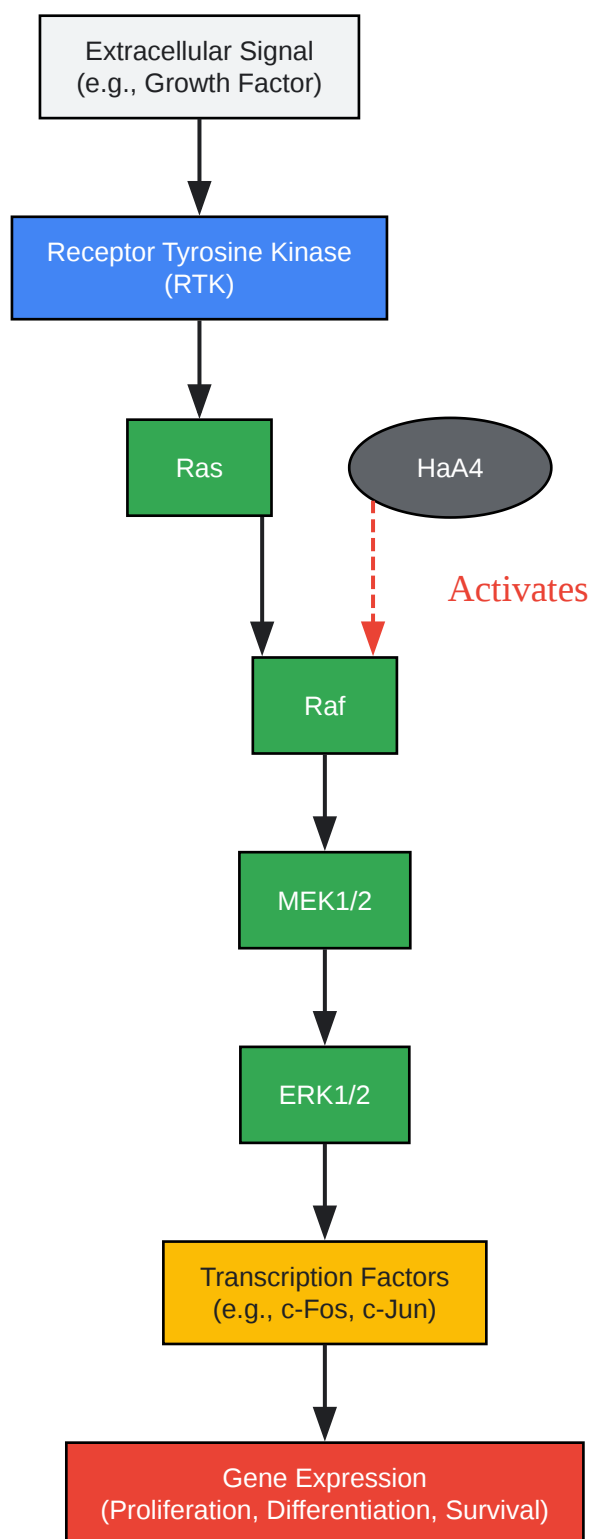 Extracellular Signal
(e.g., Growth Factor)
Receptor Tyrosine Kinase
(RTK)
Ras
HaA4
Activates
Raf
MEK1/2
ERK1/2
Transcription Factors
(e.g., c-Fos, c-Jun)
Gene Expression
(Proliferation, Differentiation, Survival)